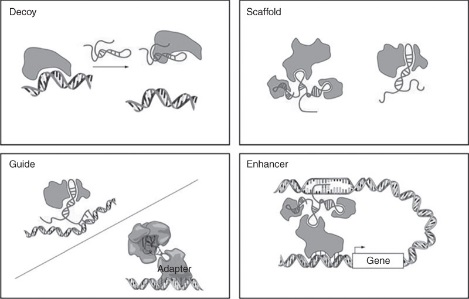 Decoy
Scaffold
Guide
Adapter
Enhancer
Gene